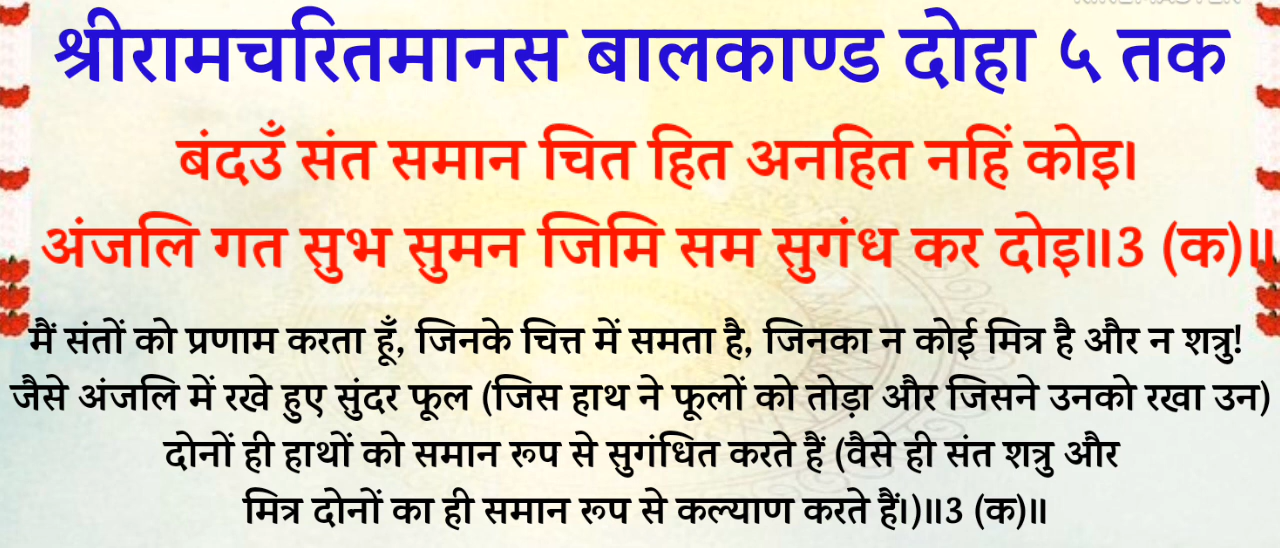 KINEMASTER
श्रीरामचरितमानस बालकाण्ड दोहा ५ तक
बंदउँ संत समान चित हित अनहित नहिं कोइ।
अंजलि गत सुभ सुमन जिमि सम सुगंध कर दोइ॥3 (क)॥
मैं संतों को प्रणाम करता हूँ, जिनके चित्त में समता है, जिनका न कोई मित्र है और न शत्रु!
जैसे अंजलि में रखे हुए सुंदर फूल (जिस हाथ ने फूलों को तोड़ा और जिसने उनको रखा उन)
दोनों ही हाथों को समान रूप से सुगंधित करते हैं (वैसे ही संत शत्रु और
मित्र दोनों का ही समान रूप से कल्याण करते हैं।)॥3 (क)॥